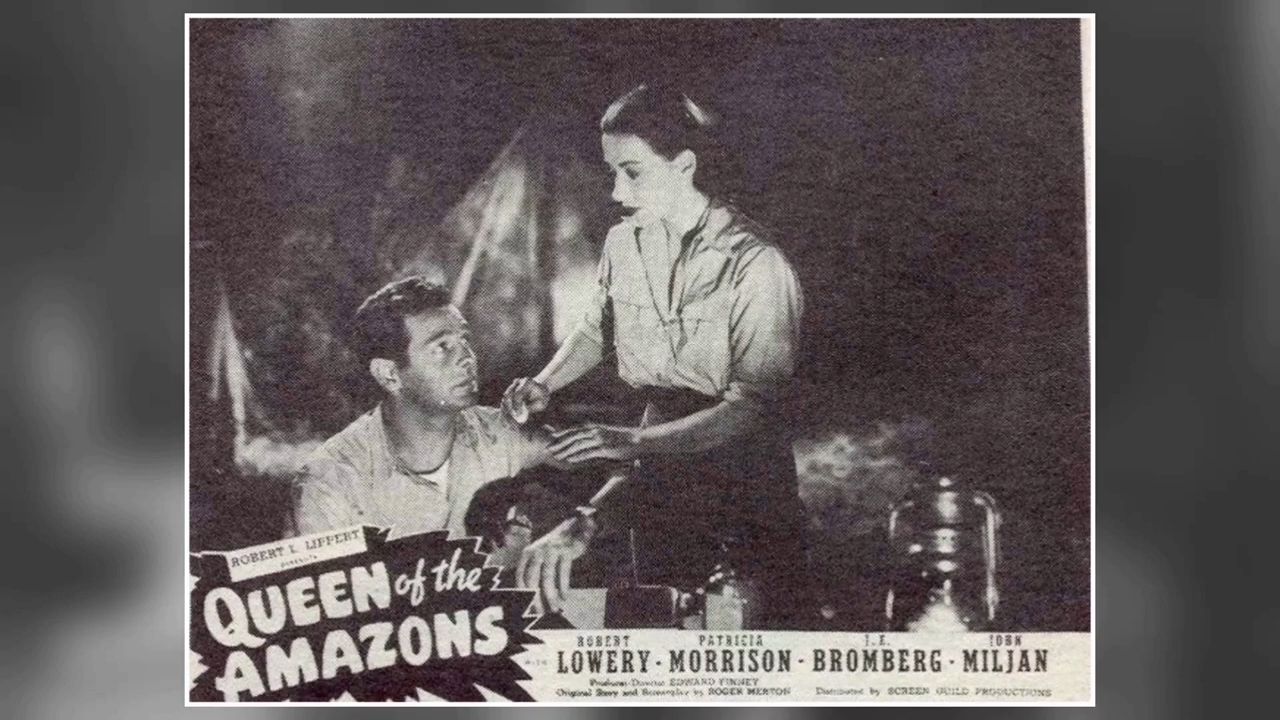 ROBERT L. LIPPERT
presents
QUEEN of the
AMAZONS
WITH
ROBERT PATRICIA J.E. JOHN
LOWERY · MORRISON · BROMBERG · MILJAN
Producer-Director EDWARD FINNEY
Original Story and Screenplay by ROGER MERTON Distributed by SCREEN GUILD PRODUCTIONS